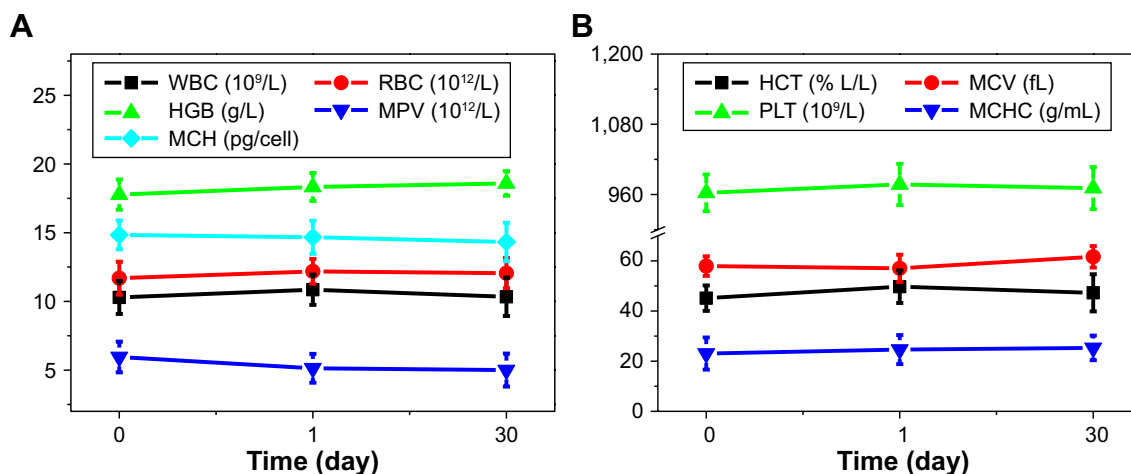 A
25
20
15
10
5
WBC (10⁹/L) RBC (10¹²/L)
HGB (g/L) MPV (10¹²/L)
MCH (pg/cell)
0 1 30
Time (day)
B
1,200
1,080
960
60
40
20
0
HCT (% L/L) MCV (fL)
PLT (10⁹/L) MCHC (g/mL)
0 1 30
Time (day)